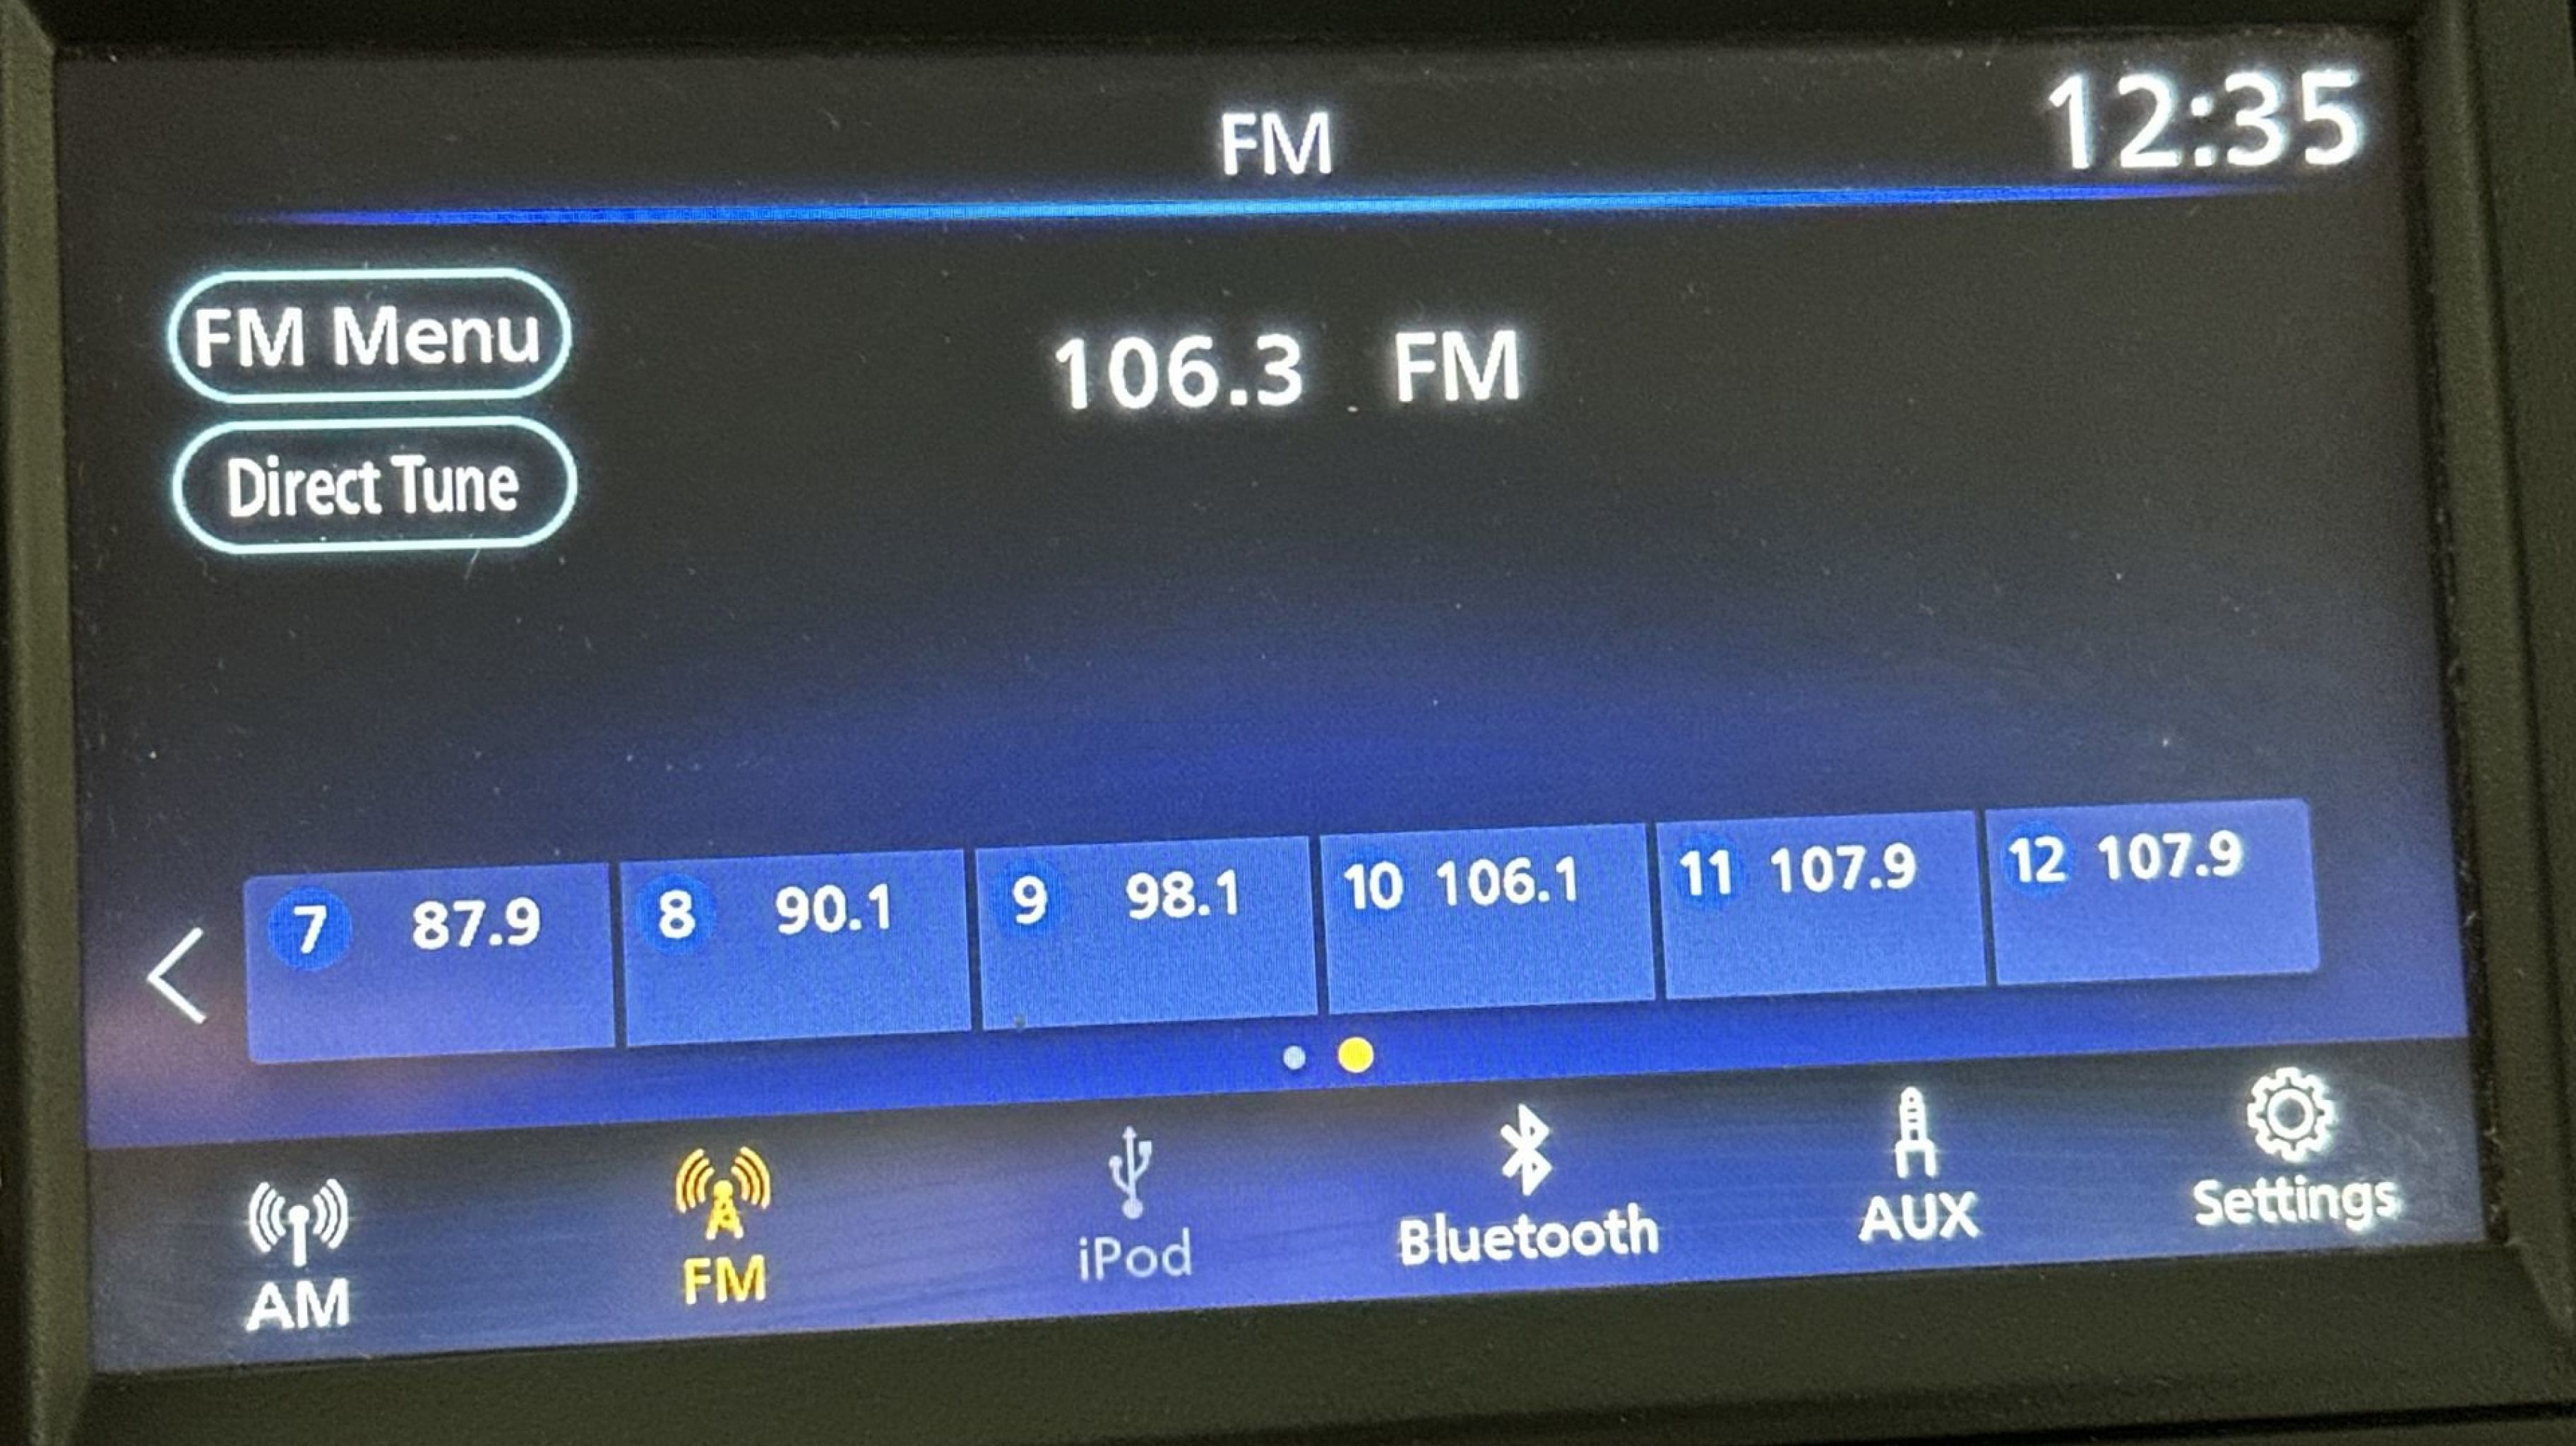 FM
12:35
FM Menu
106.3 FM
Direct Tune
7 87.9
8 90.1
9 98.1
10 106.1
11 107.9
12 107.9
AM
FM
iPod
Bluetooth
AUX
Settings